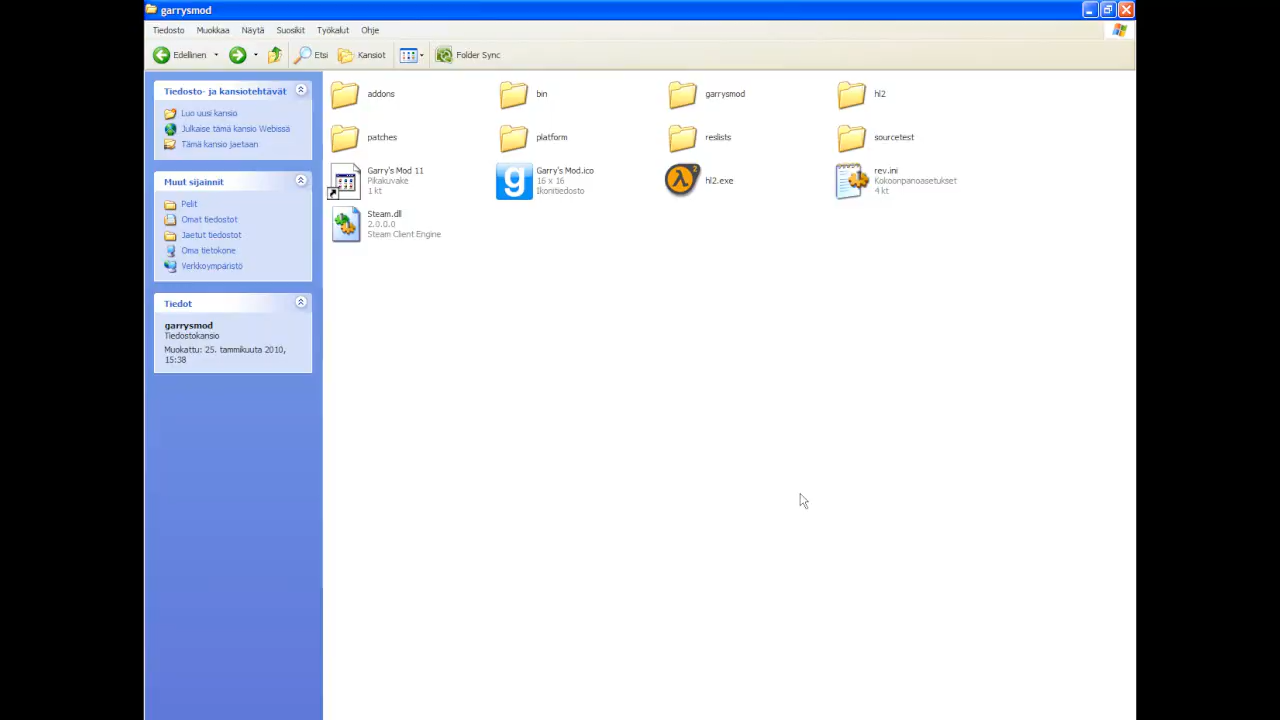 garrysmod
Tiedosto Muokkaa Näytä Suosikit Työkalut Ohje
Edellinen Etsi Kansiot Folder Sync
Tiedosto- ja kansiotehtävät
Luo uusi kansio
Julkaise tämä kansio Webissä
Tämä kansio jaetaan
Muut sijainnit
Pelit
Omat tiedostot
Jaetut tiedostot
Oma tietokone
Verkkoympäristö
Tiedot
garrysmod
Tiedostokansio
Muokattu: 25. tammikuuta 2010,
15:38
addons
bin
garrysmod
hl2
patches
platform
reslists
sourcetest
Garry's Mod 11
Pikakuvake
1 kt
g
Garry's Mod.ico
16 x 16
Ikonitiedosto
hl2.exe
rev.ini
Kokoonpanoasetukset
4 kt
Steam.dll
2.0.0.0
Steam Client Engine